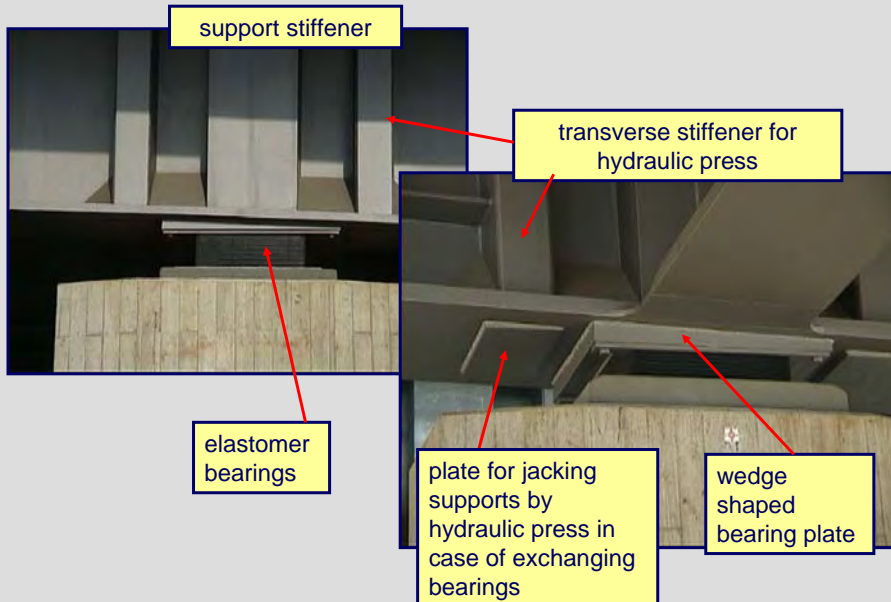 support stiffener
transverse stiffener for
hydraulic press
elastomer
bearings
plate for jacking
supports by
hydraulic press in
case of exchanging
bearings
wedge
shaped
bearing plate